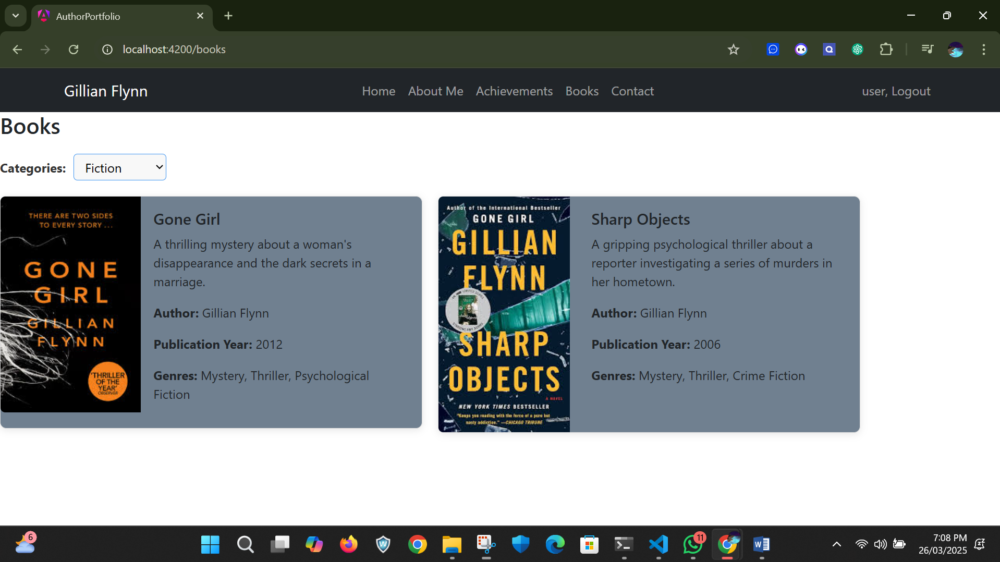 AuthorPortfolio
localhost:4200/books
Gillian Flynn
Home About Me Achievements Books Contact
user, Logout
Books
Categories: Fiction
THERE ARE TWO SIDES
TO EVERY STORY ...
GONE
GIRL
GILLIAN
FLYNN
'THRILLER
OF THE
YEAR'
OBSERVER
Gone Girl
A thrilling mystery about a woman's
disappearance and the dark secrets in a
marriage.
Author: Gillian Flynn
Publication Year: 2012
Genres: Mystery, Thriller, Psychological
Fiction
Author of the International Bestseller
GONE GIRL
GILLIAN
FLYNN
SHARP
OBJECTS
A NOVEL
NEW YORK TIMES BESTSELLER
"Keeps you reading with the force of a pure but
nasty addiction." —CHICAGO TRIBUNE
Sharp Objects
A gripping psychological thriller about a
reporter investigating a series of murders in
her hometown.
Author: Gillian Flynn
Publication Year: 2006
Genres: Mystery, Thriller, Crime Fiction
6
11
7:08 PM
26/03/2025